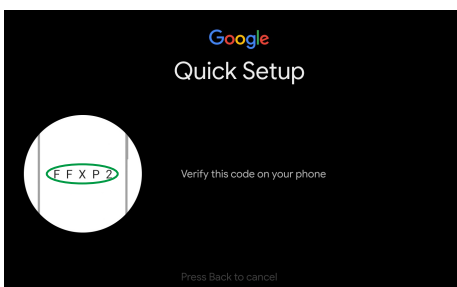 Google
Quick Setup
F F X P 2
Verify this code on your phone
Press Back to cancel